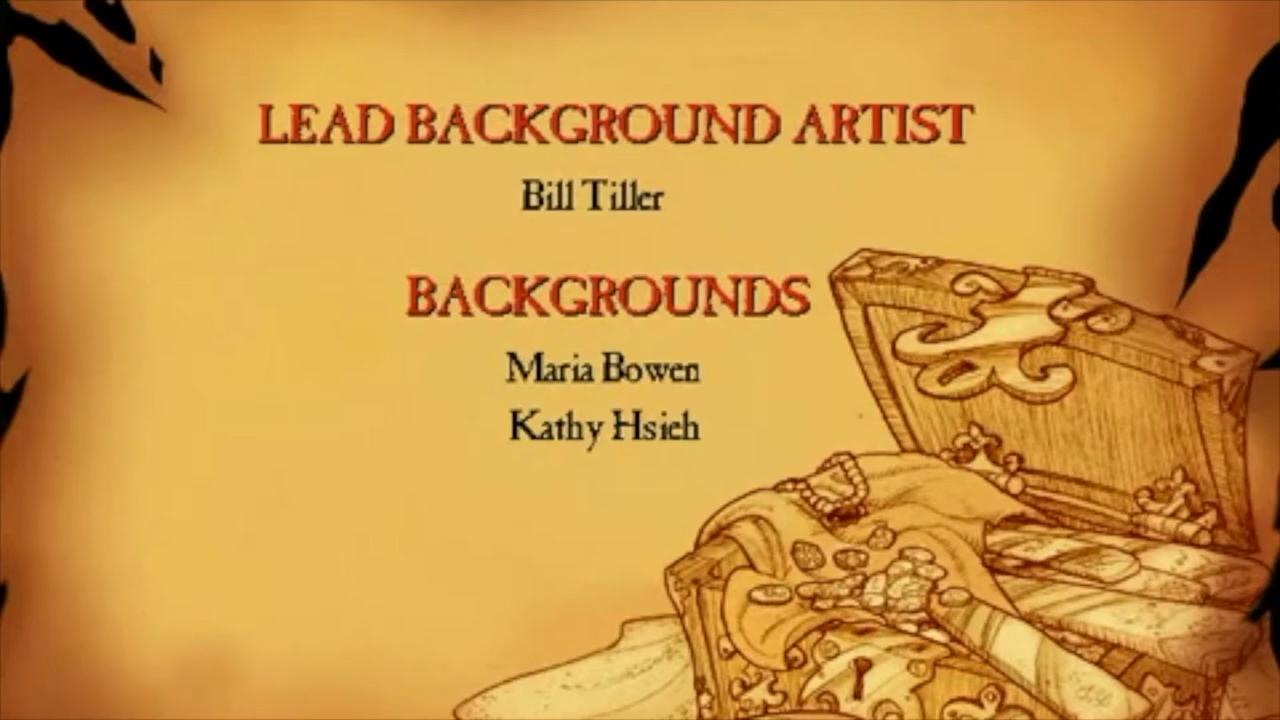 LEAD BACKGROUND ARTIST
Bill Tiller
BACKGROUNDS
Maria Bowen
Kathy Hsieh